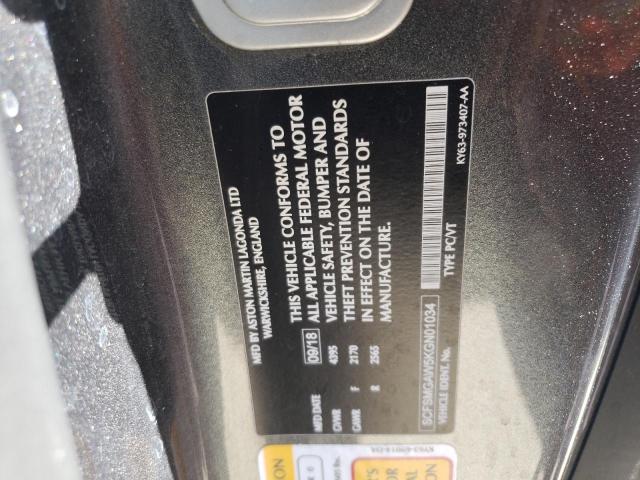 MFD BY ASTON MARTIN LAGONDA LTD
WARWICKSHIRE, ENGLAND
THIS VEHICLE CONFORMS TO
ALL APPLICABLE FEDERAL MOTOR
VEHICLE SAFETY, BUMPER AND
THEFT PREVENTION STANDARDS
IN EFFECT ON THE DATE OF
MANUFACTURE.
MFD DATE 09/18
GVWR 4395
GAWR F 2170
R 2565
SCFSMGAW5KGN01034
VEHICLE IDENT. No. TYPE PC/VT
KY63-973407-AA